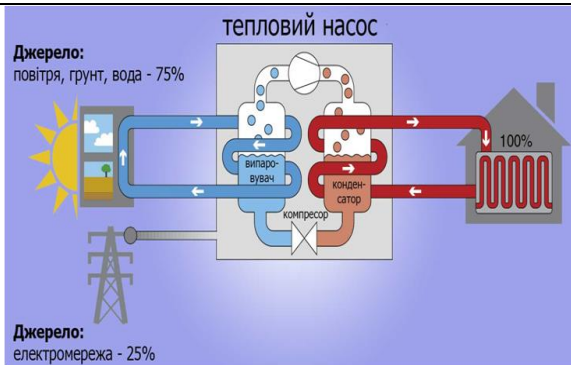 тепловий насос
Джерело:
повітря, грунт, вода - 75%
100%
випаро-
вувач
конден-
сатор
компресор
Джерело:
електромережа - 25%